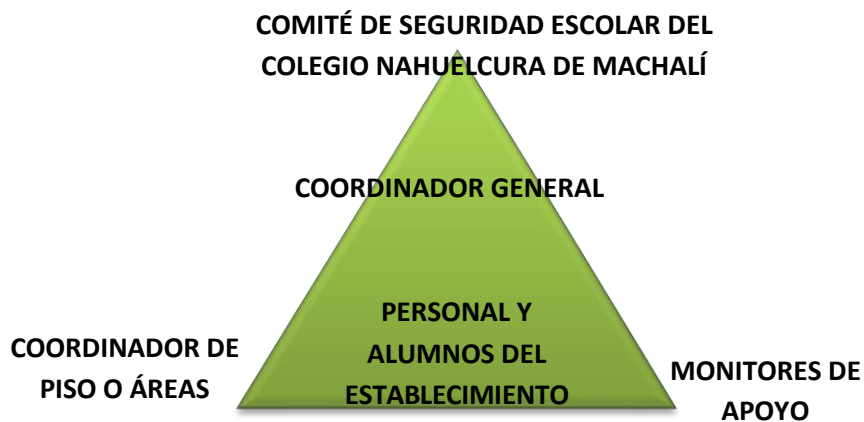 COMITÉ DE SEGURIDAD ESCOLAR DEL
COLEGIO NAHUELCURA DE MACHALÍ
COORDINADOR GENERAL
PERSONAL Y
ALUMNOS DEL
ESTABLECIMIENTO
COORDINADOR DE
PISO O ÁREAS
MONITORES DE
APOYO